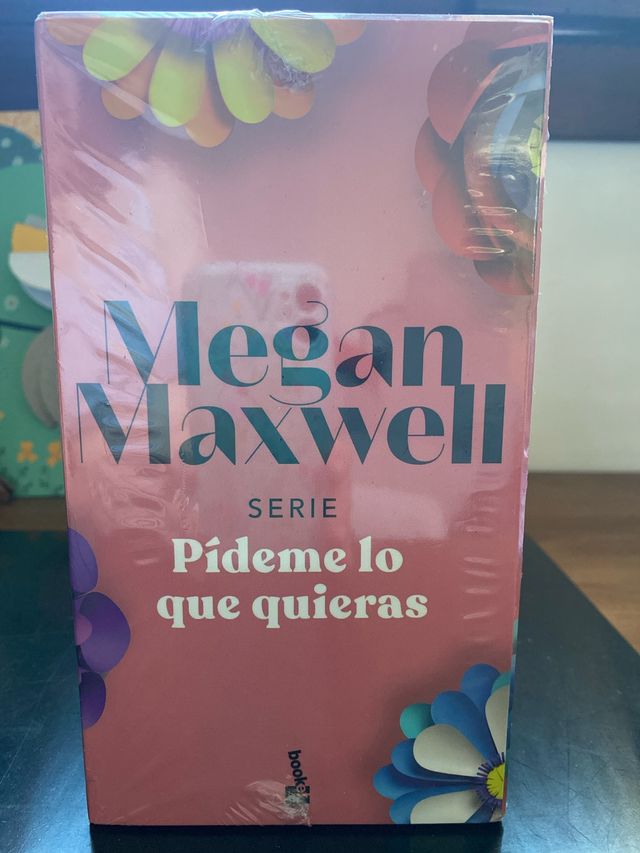 Megan
Maxwell
SERIE
Pídeme lo
que quieras
booket